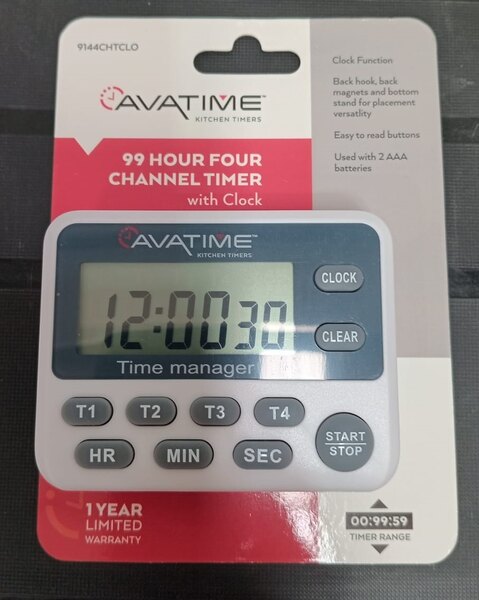 9144CHTCLO
AVATIME™
KITCHEN TIMERS
99 HOUR FOUR
CHANNEL TIMER
with Clock
Clock Function
Back hook, back
magnets and bottom
stand for placement
versatlity
Easy to read buttons
Used with 2 AAA
batteries
AVATIME™
KITCHEN TIMERS
12:00 30
Time manager
CLOCK
CLEAR
T1 T2 T3 T4
HR MIN SEC
START
STOP
1 YEAR
LIMITED
WARRANTY
00:99:59
TIMER RANGE